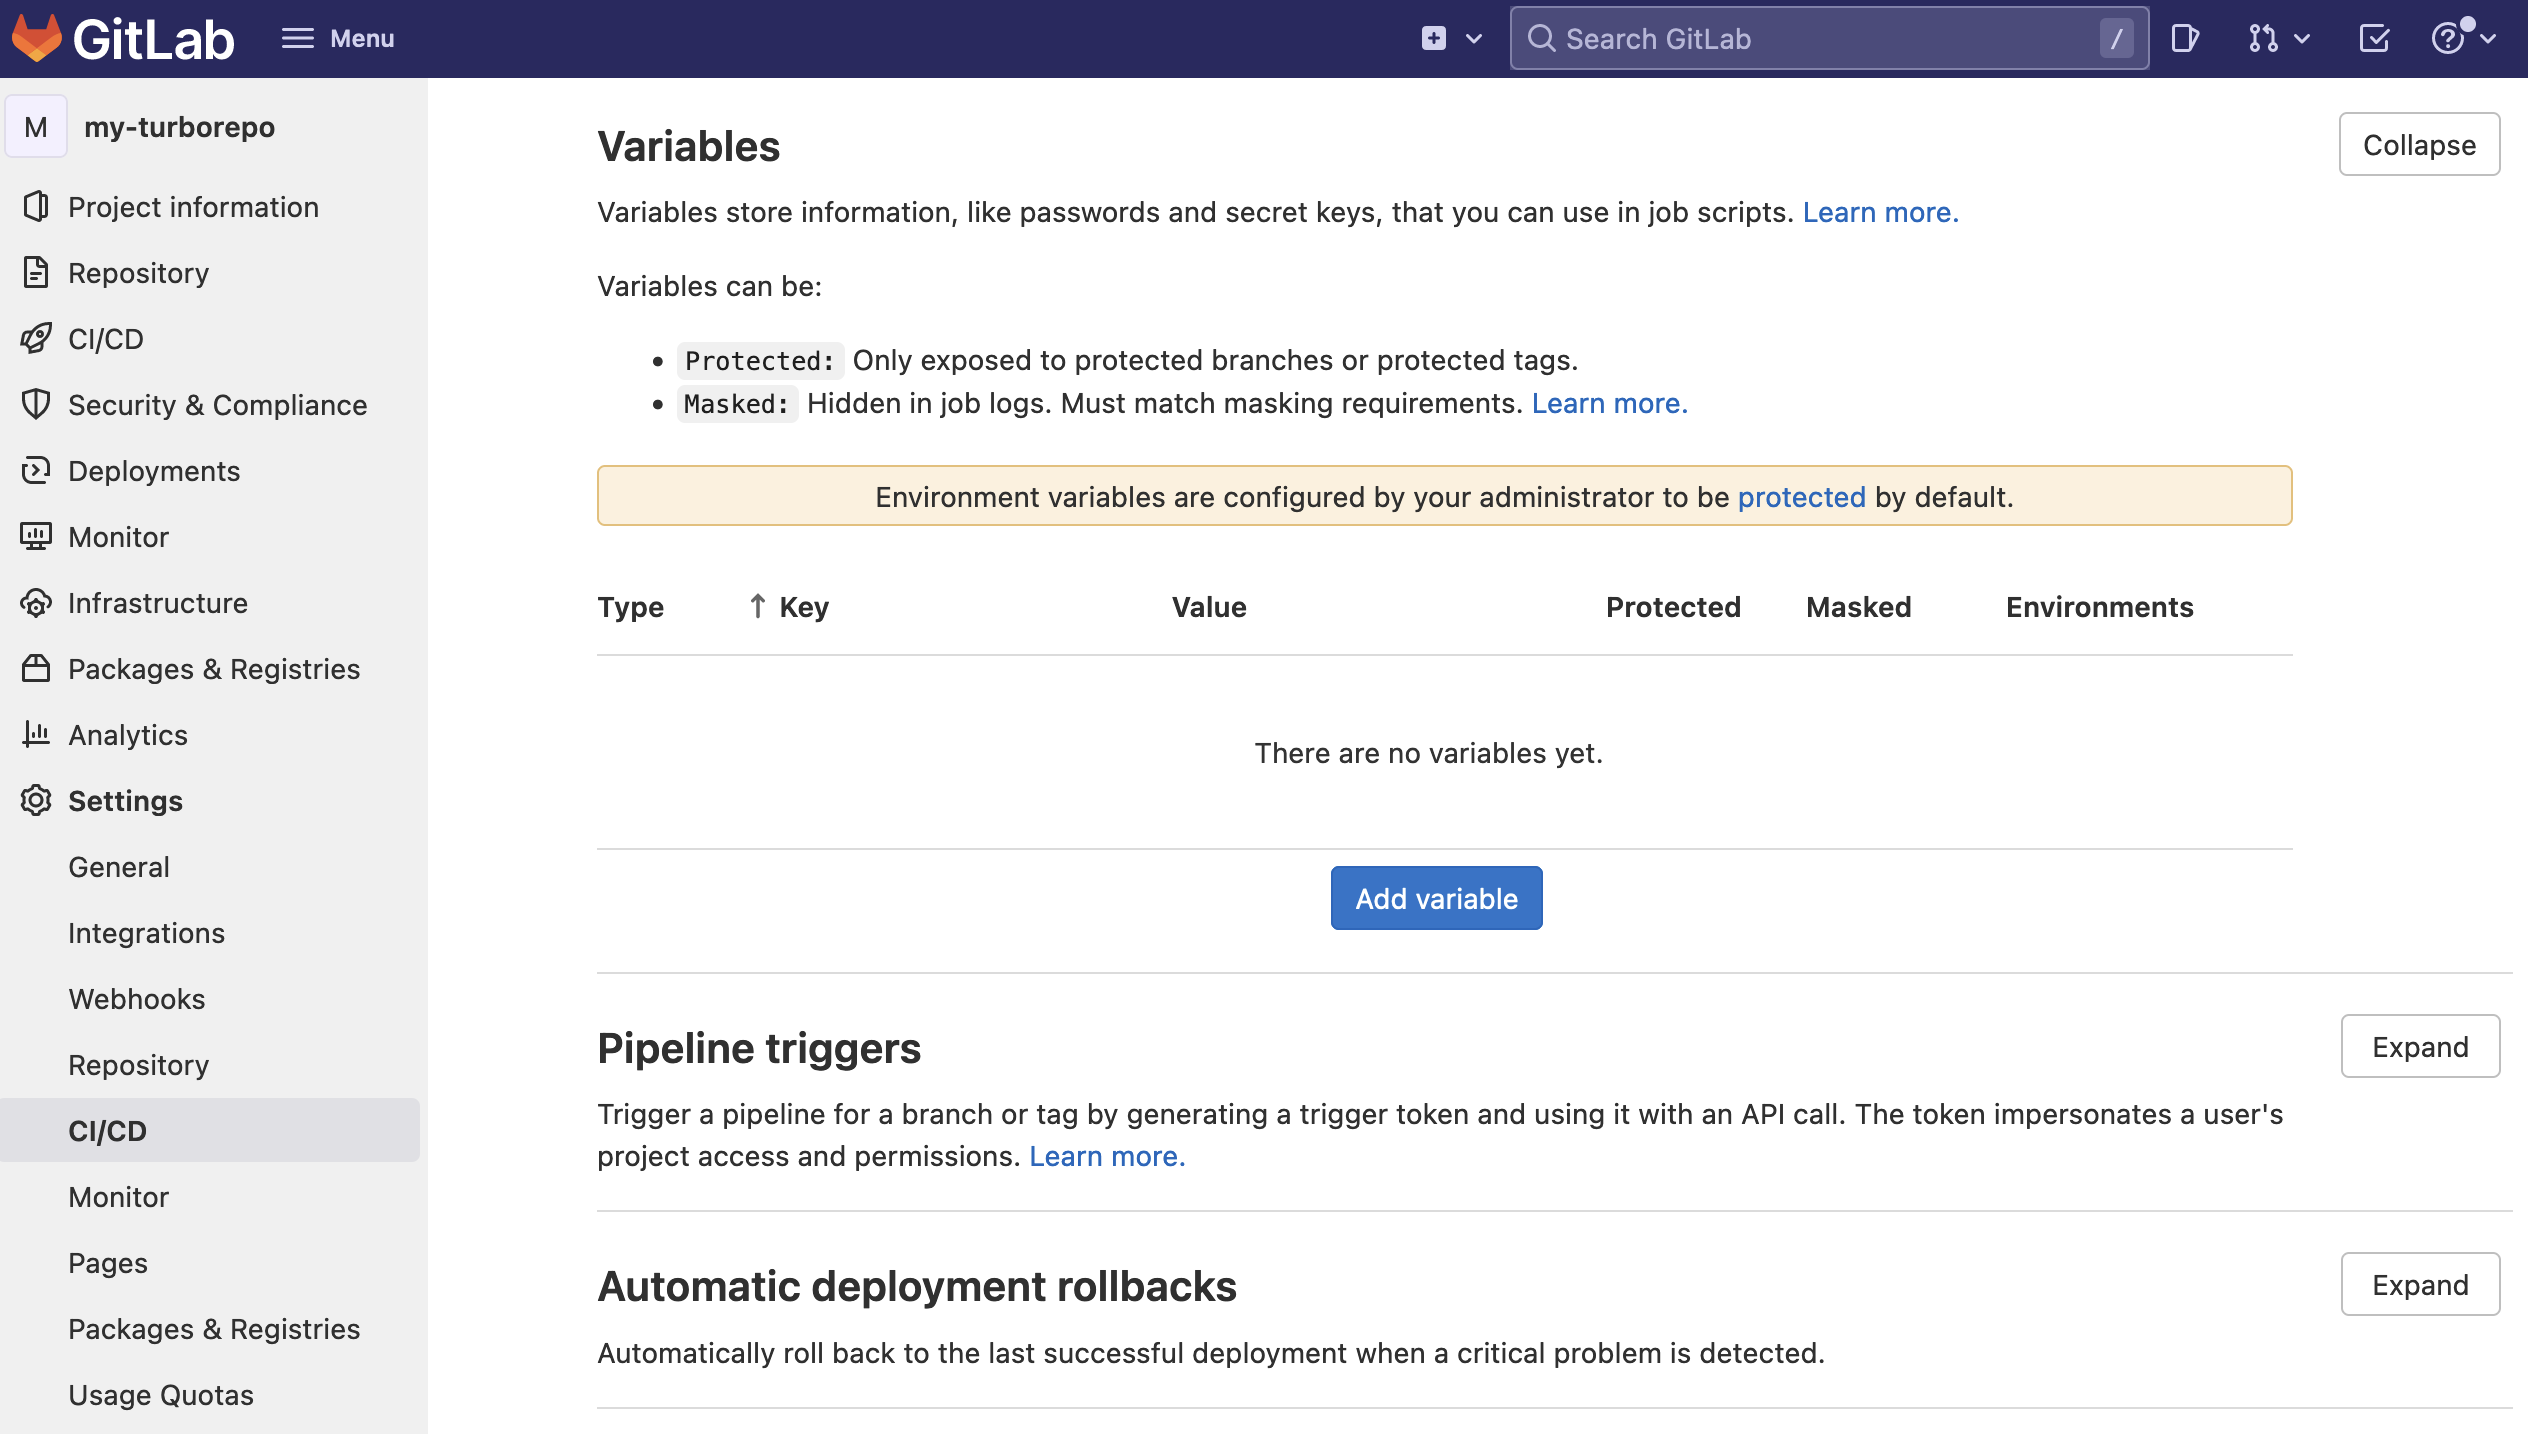 GitLab
Menu
Search GitLab
/
M
my-turborepo
Project information
Repository
CI/CD
Security & Compliance
Deployments
Monitor
Infrastructure
Packages & Registries
Analytics
Settings
General
Integrations
Webhooks
Repository
CI/CD
Monitor
Pages
Packages & Registries
Usage Quotas
Variables
Collapse
Variables store information, like passwords and secret keys, that you can use in job scripts. Learn more.
Variables can be:
• Protected: Only exposed to protected branches or protected tags.
• Masked: Hidden in job logs. Must match masking requirements. Learn more.
Environment variables are configured by your administrator to be protected by default.
Type ↑ Key Value Protected Masked Environments
There are no variables yet.
Add variable
Pipeline triggers
Expand
Trigger a pipeline for a branch or tag by generating a trigger token and using it with an API call. The token impersonates a user's
project access and permissions. Learn more.
Automatic deployment rollbacks
Expand
Automatically roll back to the last successful deployment when a critical problem is detected.